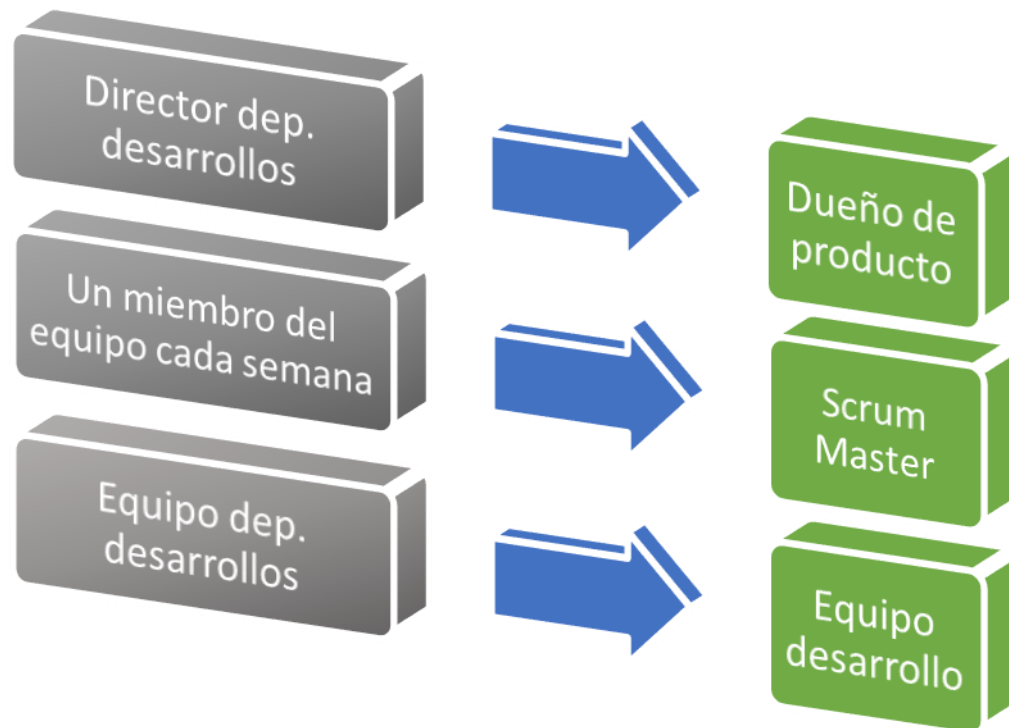 Director dep.
desarrollos
Dueño de
producto
Un miembro del
equipo cada semana
Scrum
Master
Equipo dep.
desarrollos
Equipo
desarrollo